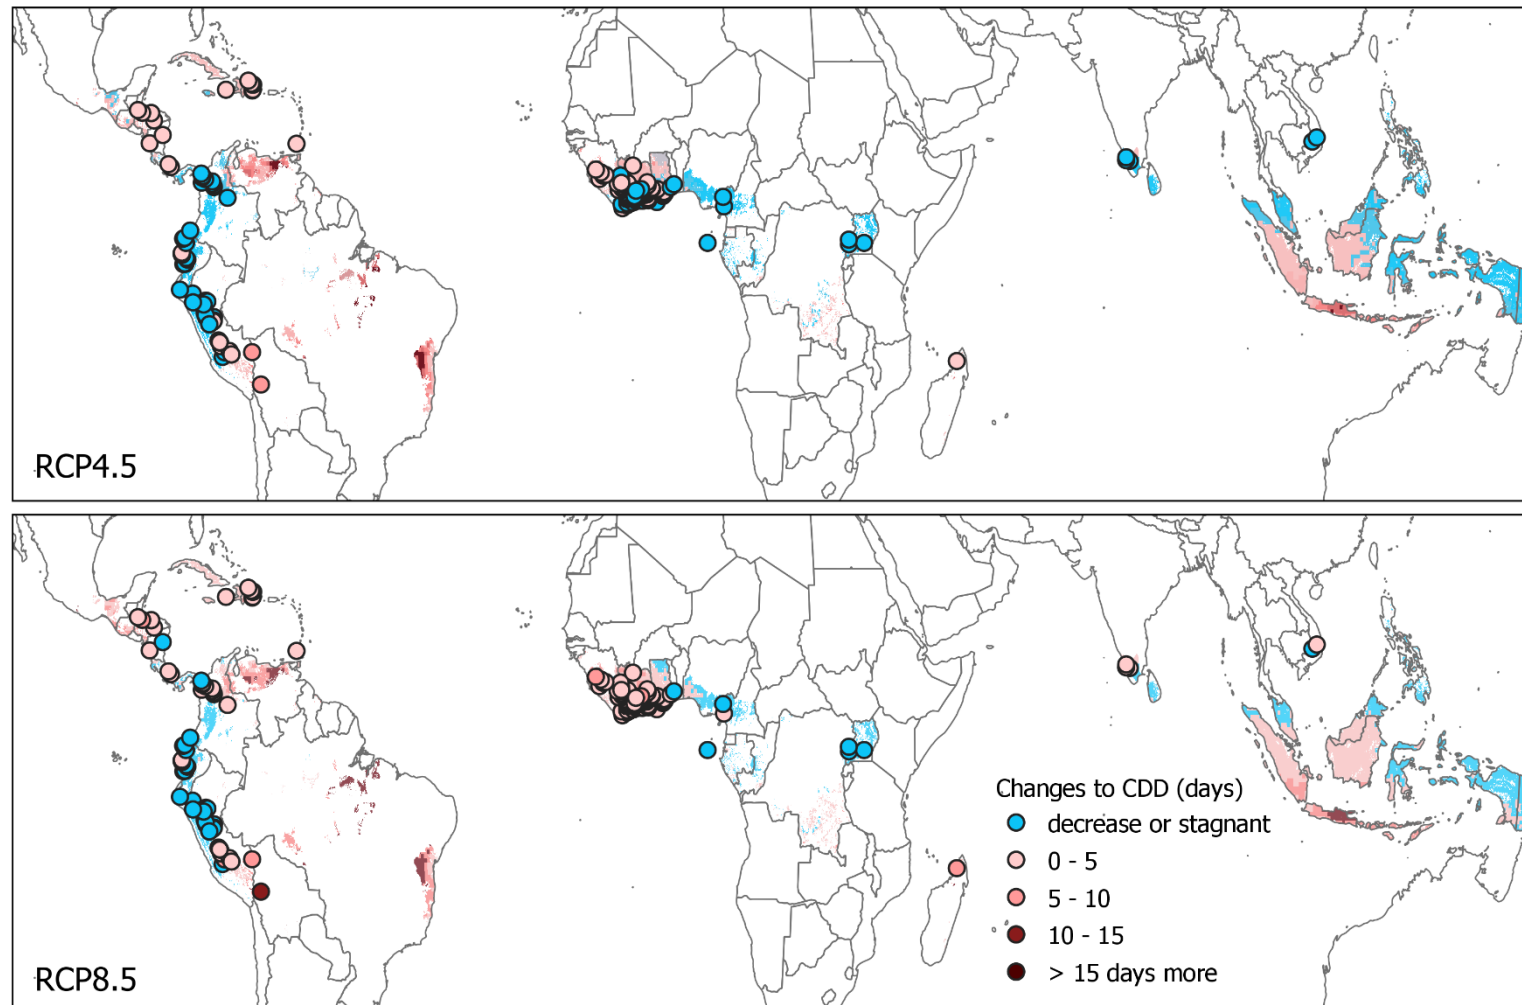 RCP4.5
RCP8.5
Changes to CDD (days)
decrease or stagnant
0 - 5
5 - 10
10 - 15
> 15 days more